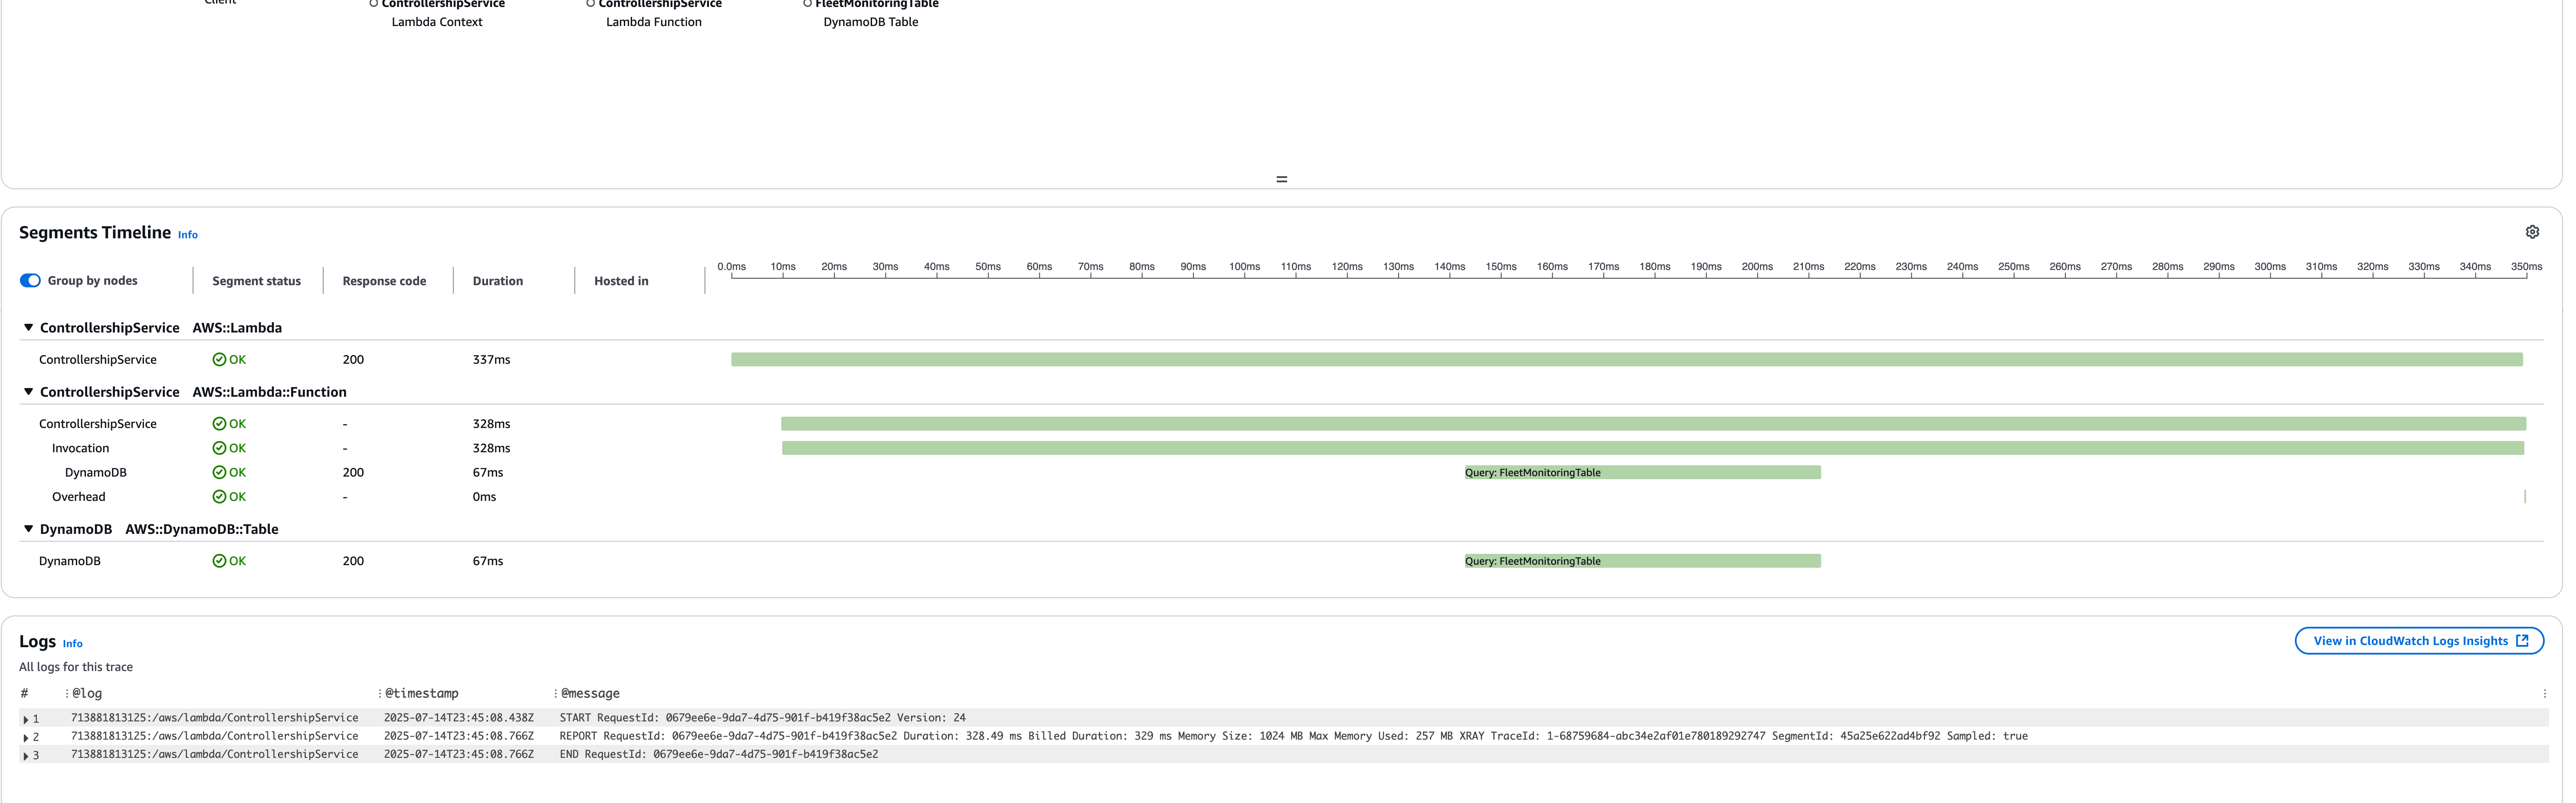 Client
ControllershipService
ControllershipService
FleetMonitoringTable
Lambda Context
Lambda Function
DynamoDB Table
Segments Timeline Info
Group by nodes Segment status Response code Duration Hosted in
0.0ms 10ms 20ms 30ms 40ms 50ms 60ms 70ms 80ms 90ms 100ms 110ms 120ms 130ms 140ms 150ms 160ms 170ms 180ms 190ms 200ms 210ms 220ms 230ms 240ms 250ms 260ms 270ms 280ms 290ms 300ms 310ms 320ms 330ms 340ms 350ms
ControllershipService AWS::Lambda
ControllershipService OK 200 337ms
ControllershipService AWS::Lambda::Function
ControllershipService OK - 328ms
Invocation OK - 328ms
DynamoDB OK 200 67ms Query: FleetMonitoringTable
Overhead OK - 0ms
DynamoDB AWS::DynamoDB::Table
DynamoDB OK 200 67ms Query: FleetMonitoringTable
Logs Info
View in CloudWatch Logs Insights
All logs for this trace
# @log @timestamp @message
1 713881813125:/aws/lambda/ControllershipService 2025-07-14T23:45:08.438Z START RequestId: 0679ee6e-9da7-4d75-901f-b419f38ac5e2 Version: 24
2 713881813125:/aws/lambda/ControllershipService 2025-07-14T23:45:08.766Z REPORT RequestId: 0679ee6e-9da7-4d75-901f-b419f38ac5e2 Duration: 328.49 ms Billed Duration: 329 ms Memory Size: 1024 MB Max Memory Used: 257 MB XRAY TraceId: 1-68759684-abc34e2af01e780189292747 SegmentId: 45a25e622ad4bf92 Sampled: true
3 713881813125:/aws/lambda/ControllershipService 2025-07-14T23:45:08.766Z END RequestId: 0679ee6e-9da7-4d75-901f-b419f38ac5e2